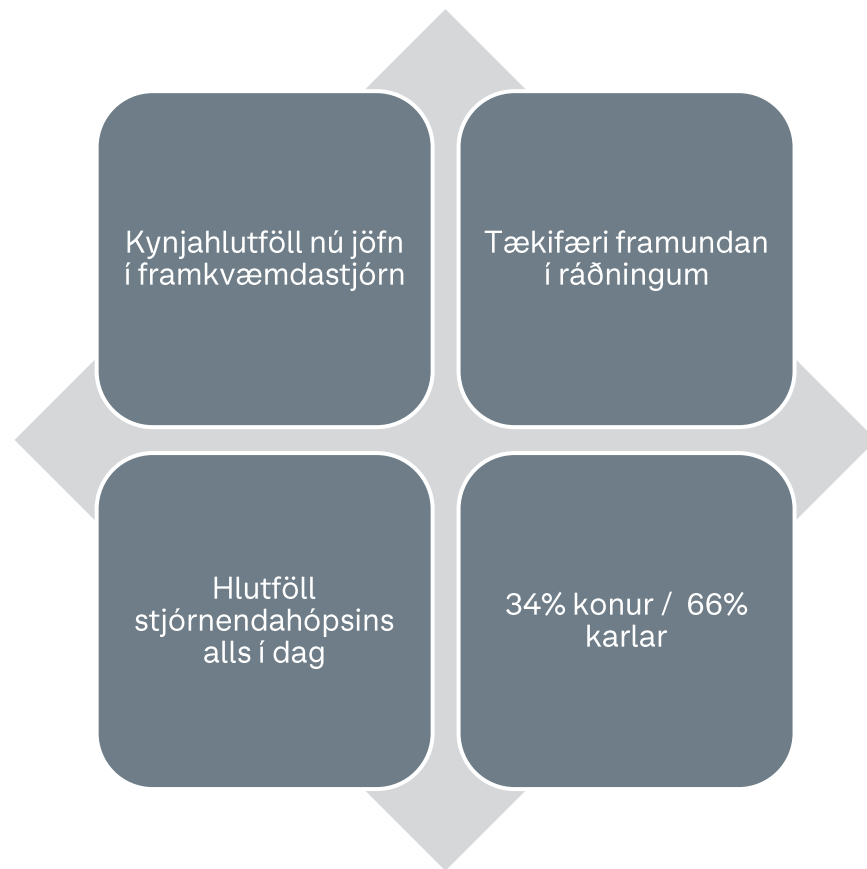 Kynjahlutföll nú jöfn
í framkvæmdastjórn
Tækifæri framundan
í ráðningum
Hlutföll
stjórnendahópsins
alls í dag
34% konur /  66%
karlar